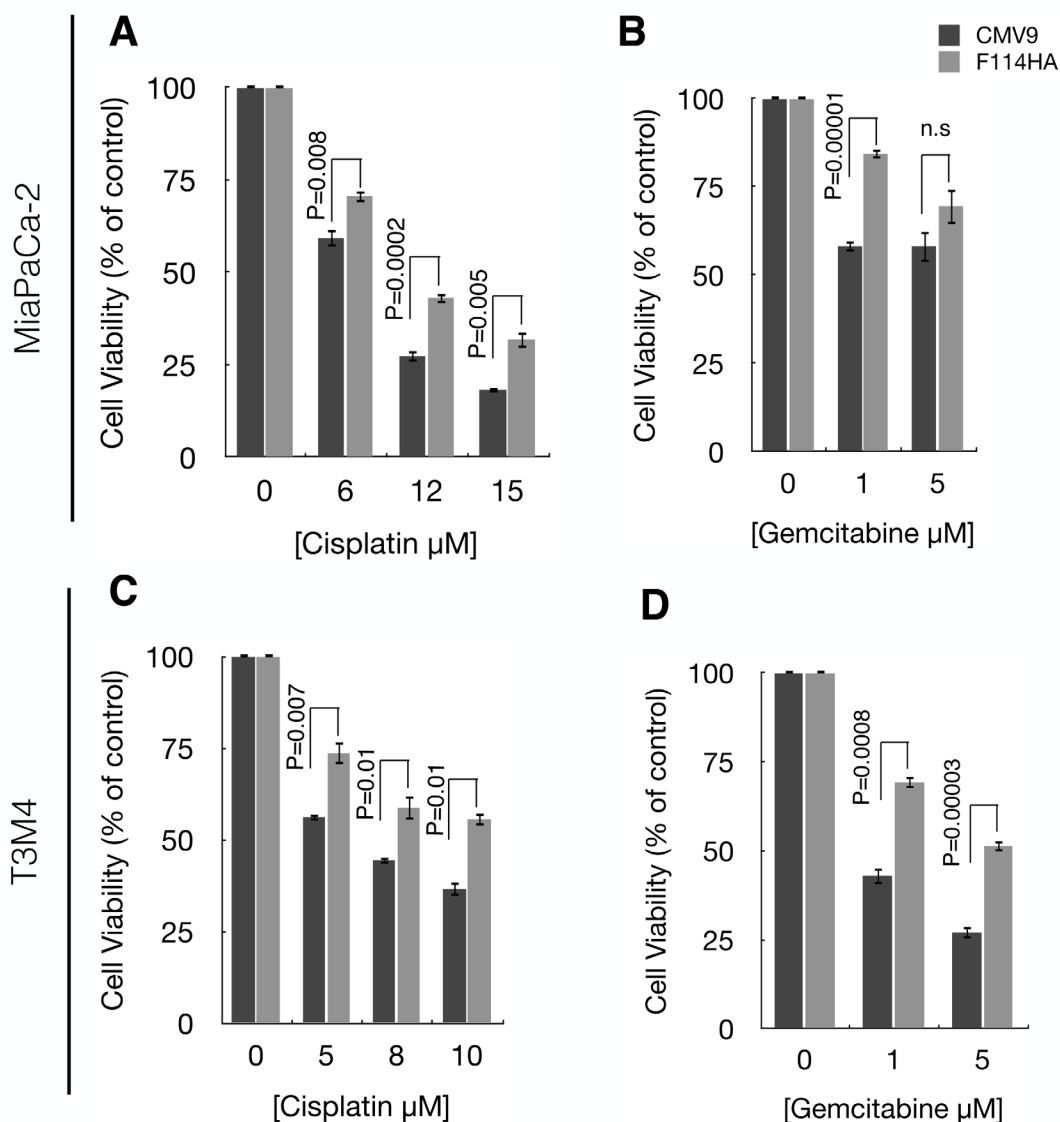 A
B
CMV9
F114HA
MiaPaCa-2
Cell Viability (% of control)
100
75
50
25
0
P=0.008
P=0.0002
P=0.005
0 6 12 15
[Cisplatin µM]
Cell Viability (% of control)
100
75
50
25
0
P=0.00001
n.s
0 1 5
[Gemcitabine µM]
C
D
T3M4
Cell Viability (% of control)
100
75
50
25
0
P=0.007
P=0.01
P=0.01
0 5 8 10
[Cisplatin µM]
Cell Viability (% of control)
100
75
50
25
0
P=0.0008
P=0.00003
0 1 5
[Gemcitabine µM]